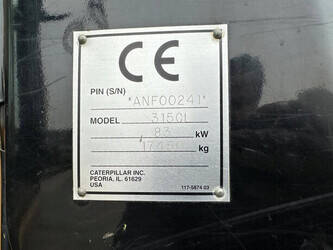 CE
PIN (S/N)
*ANF00241*
MODEL 315CL
83 kW
kg
CATERPILLAR INC.
PEORIA, IL. 61629
USA
117-5874 03